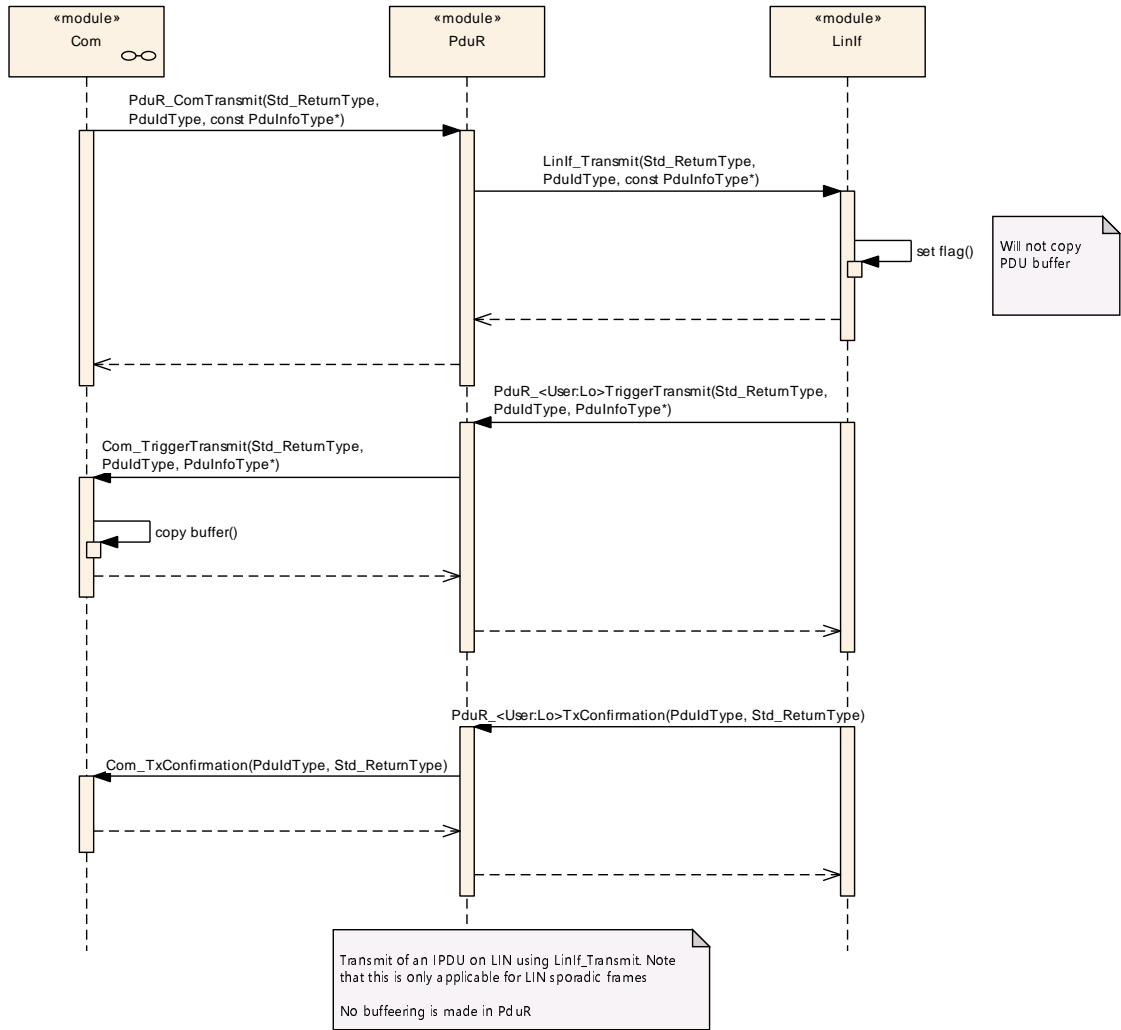 «module»
Com
«module»
PduR
«module»
LinIf
PduR_ComTransmit(Std_ReturnType,
PduIdType, const PduInfoType*)
LinIf_Transmit(Std_ReturnType,
PduIdType, const PduInfoType*)
set flag()
Will not copy
PDU buffer
PduR_<User:Lo>TriggerTransmit(Std_ReturnType,
PduIdType, PduInfoType*)
Com_TriggerTransmit(Std_ReturnType,
PduIdType, PduInfoType*)
copy buffer()
PduR_<User:Lo>TxConfirmation(PduIdType, Std_ReturnType)
Com_TxConfirmation(PduIdType, Std_ReturnType)
Transmit of an IPDU on LIN using LinIf_Transmit. Note
that this is only applicable for LIN sporadic frames
No buffeering is made in PduR